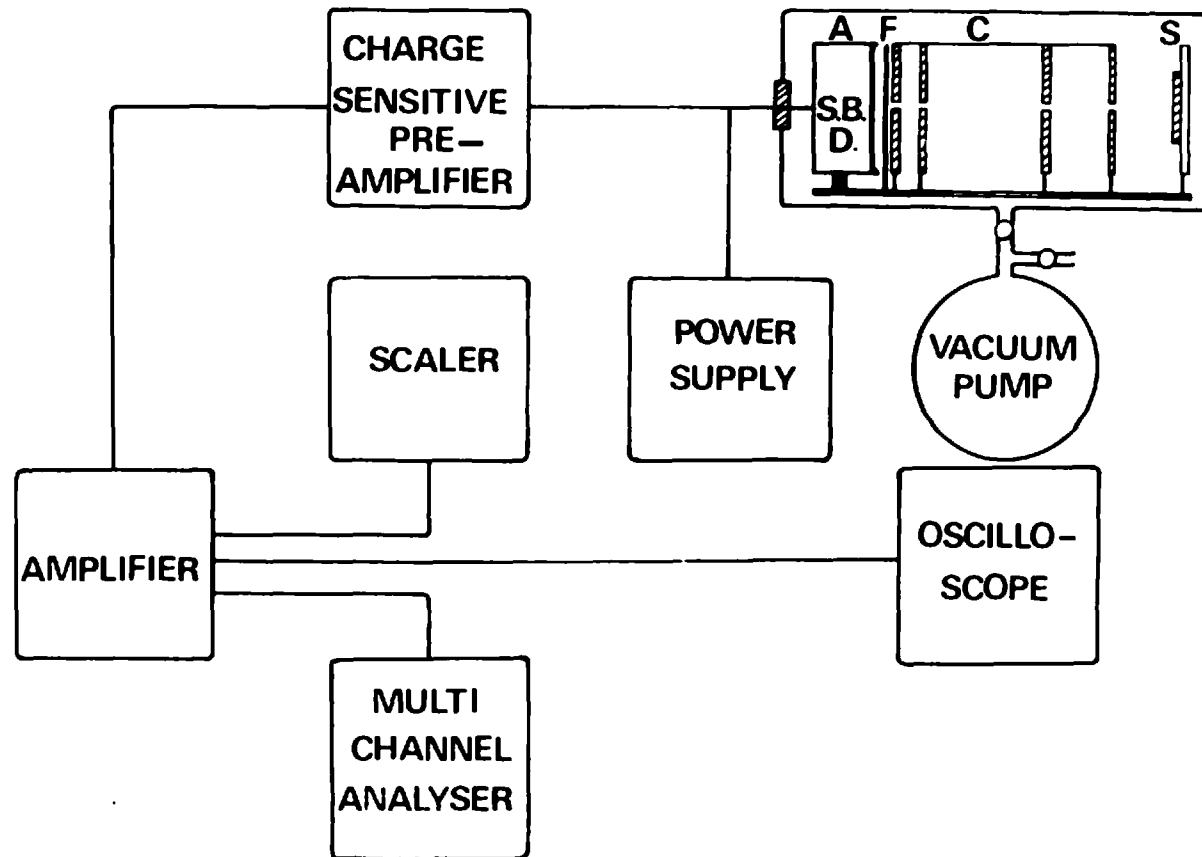 CHARGE
SENSITIVE
PRE-
AMPLIFIER
A F C S
S.B.
D.
SCALER
POWER
SUPPLY
VACUUM
PUMP
AMPLIFIER
OSCILLO-
SCOPE
MULTI
CHANNEL
ANALYSER